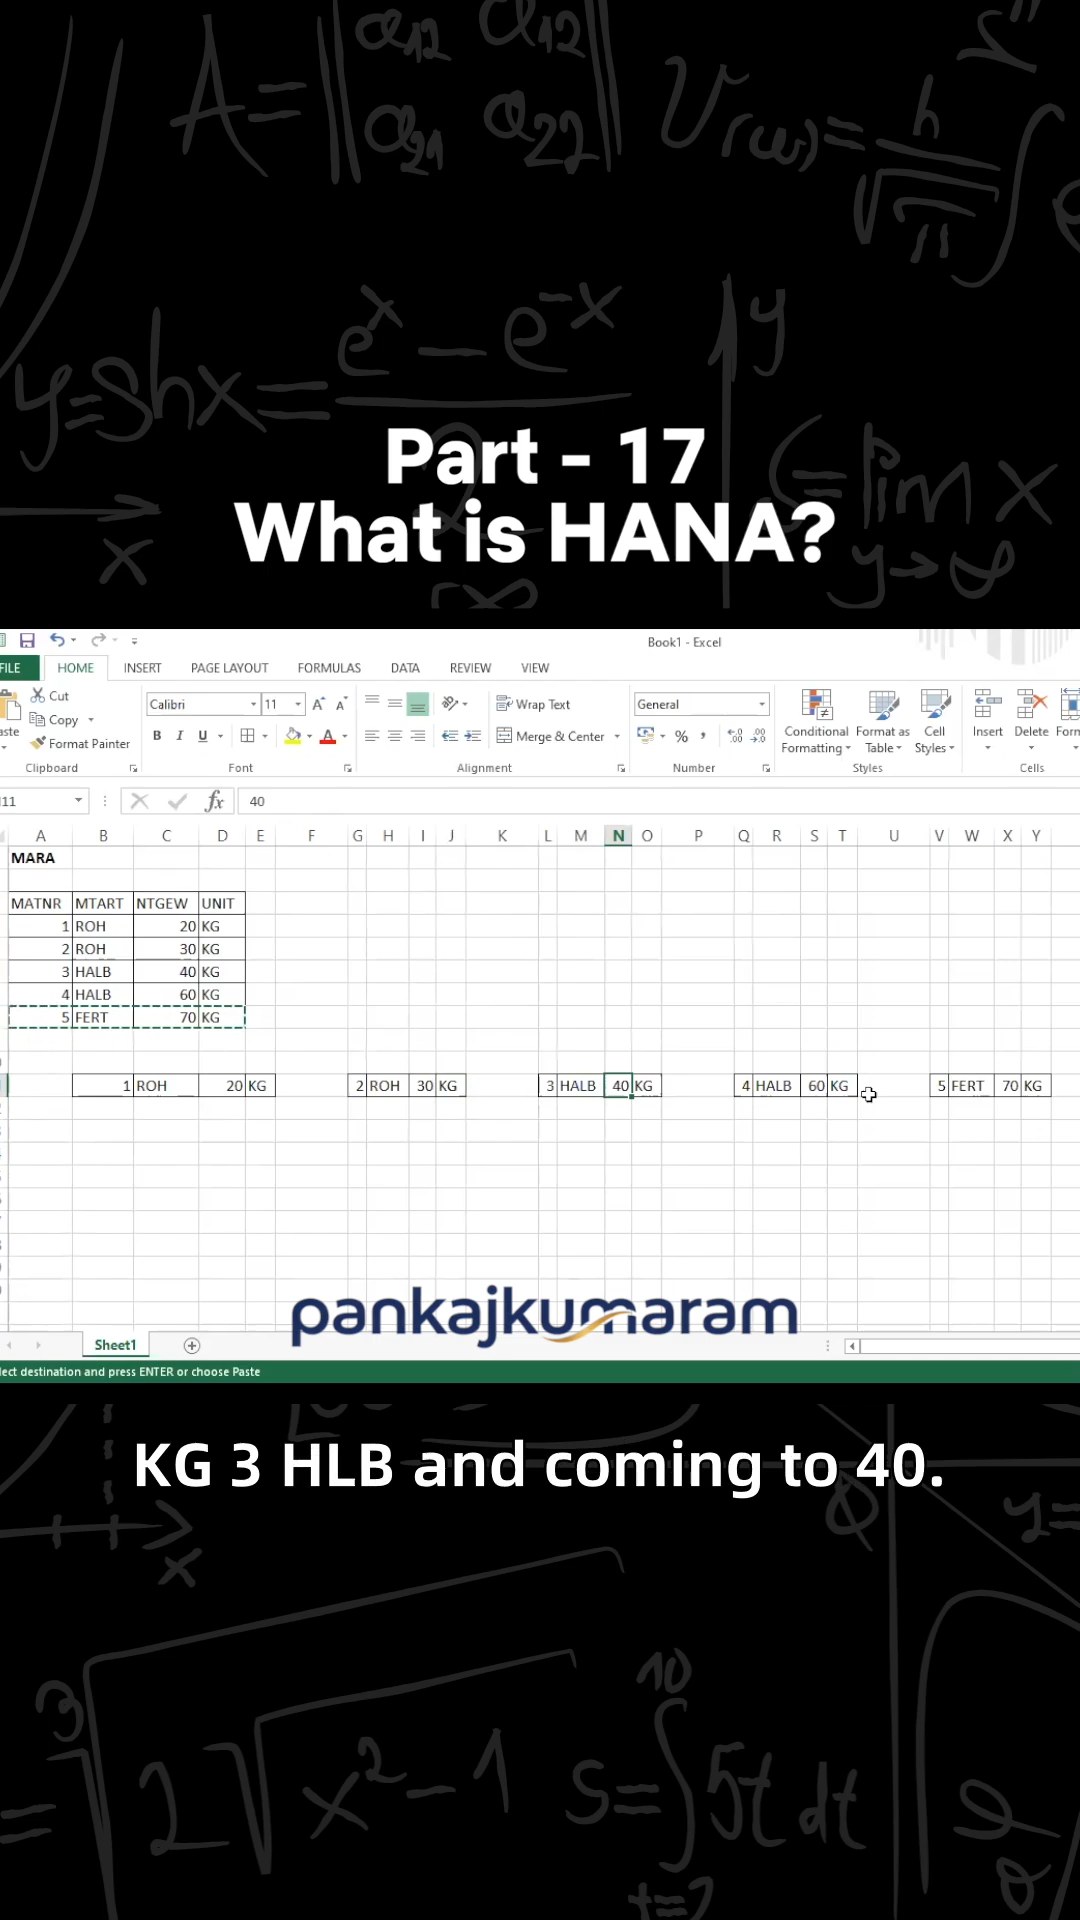 A = a12 a12
a21 a22
Part - 17
What is HANA?
Book1 - Excel
FILE HOME INSERT PAGE LAYOUT FORMULAS DATA REVIEW VIEW
Cut
Copy
Format Painter
Clipboard
Calibri 11
B I U
Font
Wrap Text
Merge & Center
Alignment
General
%
Number
Conditional Formatting
Format as Table
Cell Styles
Styles
Insert Delete
Cells
fx 40
A B C D E F G H I J K L M N O P Q R S T U V W X Y
MARA
MATNR MTART NTGEW UNIT
1 ROH 20 KG
2 ROH 30 KG
3 HALB 40 KG
4 HALB 60 KG
5 FERT 70 KG
1 ROH 20 KG 2 ROH 30 KG 3 HALB 40 KG 4 HALB 60 KG 5 FERT 70 KG
pankajkumaram
Sheet1
lect destination and press ENTER or choose Paste
KG 3 HLB and coming to 40.